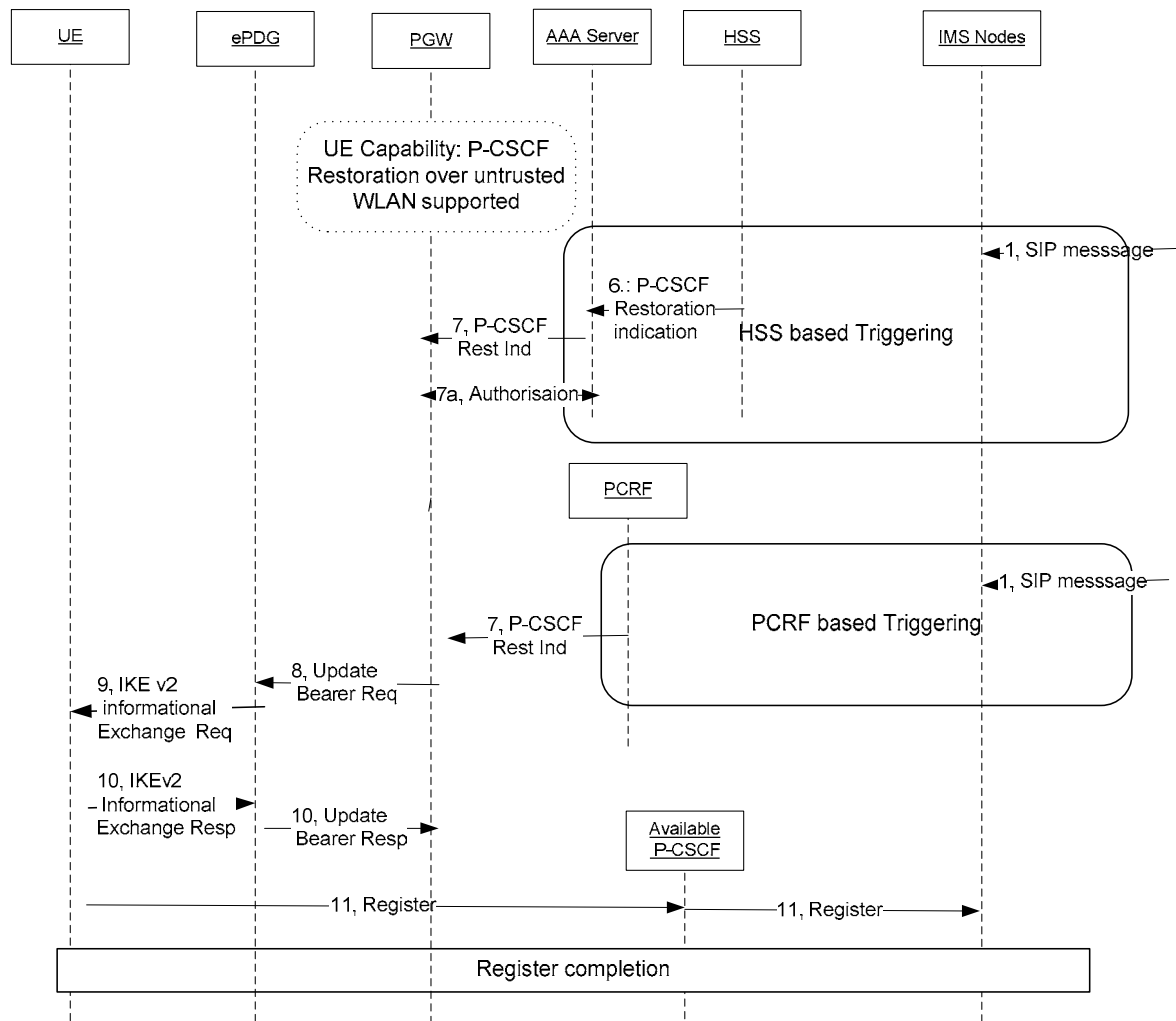 UE
ePDG
PGW
AAA Server
HSS
IMS Nodes
UE Capability: P-CSCF
Restoration over untrusted
WLAN supported
1, SIP messsage
6.: P-CSCF
Restoration
indication
7, P-CSCF
Rest Ind
HSS based Triggering
7a, Authorisaion
PCRF
1, SIP messsage
7, P-CSCF
Rest Ind
PCRF based Triggering
8, Update
Bearer Req
9, IKE v2
informational
Exchange Req
10, IKEv2
Informational
Exchange Resp
10, Update
Bearer Resp
Available
P-CSCF
11, Register
11, Register
Register completion